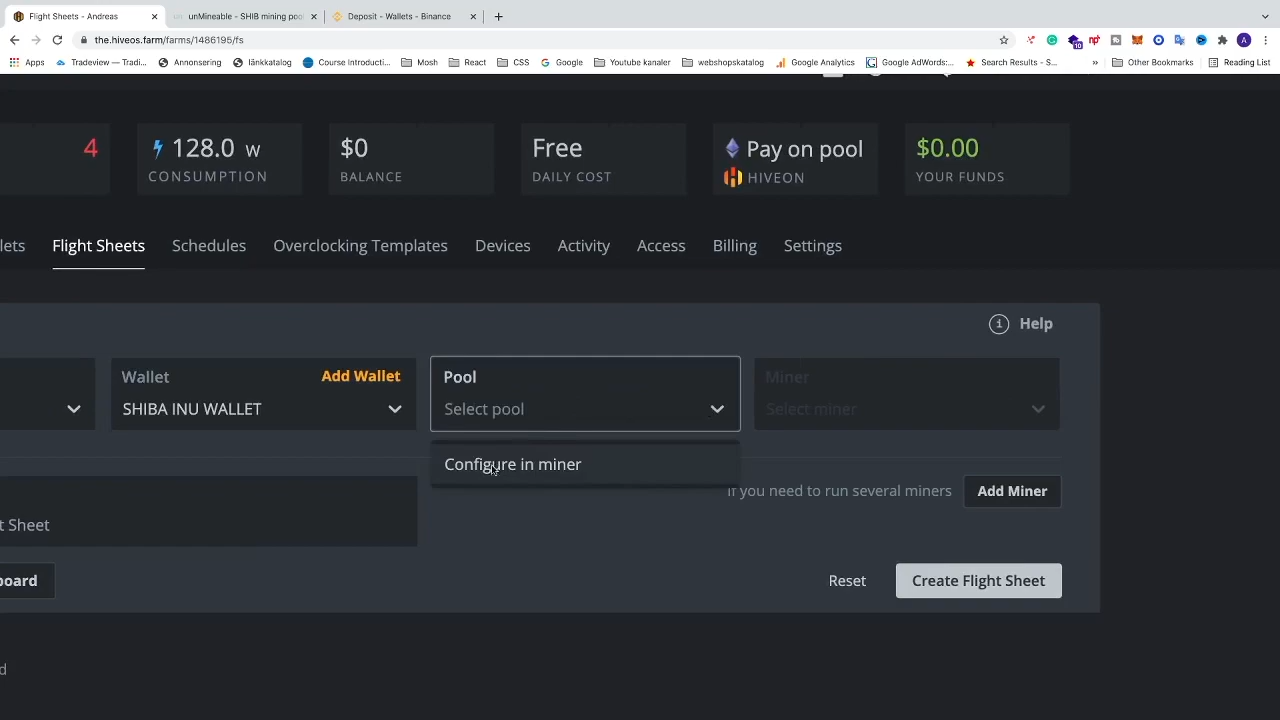 Flight Sheets - Andreas
unMineable - SHIB mining poo
Deposit - Wallets - Binance
the.hiveos.farm/farms/1486195/fs
10
A
Apps
Tradeview – Tradi...
Annonsering
länkkatalog
Course Introducti...
Mosh
React
CSS
Google
Youtube kanaler
webshopskatalog
Google Analytics
Google AdWords:...
Search Results - S...
»
Other Bookmarks
Reading List
4
128.0 W
CONSUMPTION
$0
BALANCE
Free
DAILY COST
Pay on pool
HIVEON
$0.00
YOUR FUNDS
lets
Flight Sheets
Schedules
Overclocking Templates
Devices
Activity
Access
Billing
Settings
Help
Wallet
Add Wallet
SHIBA INU WALLET
Pool
Select pool
Miner
Select miner
Configure in miner
If you need to run several miners
Add Miner
t Sheet
board
Reset
Create Flight Sheet
d